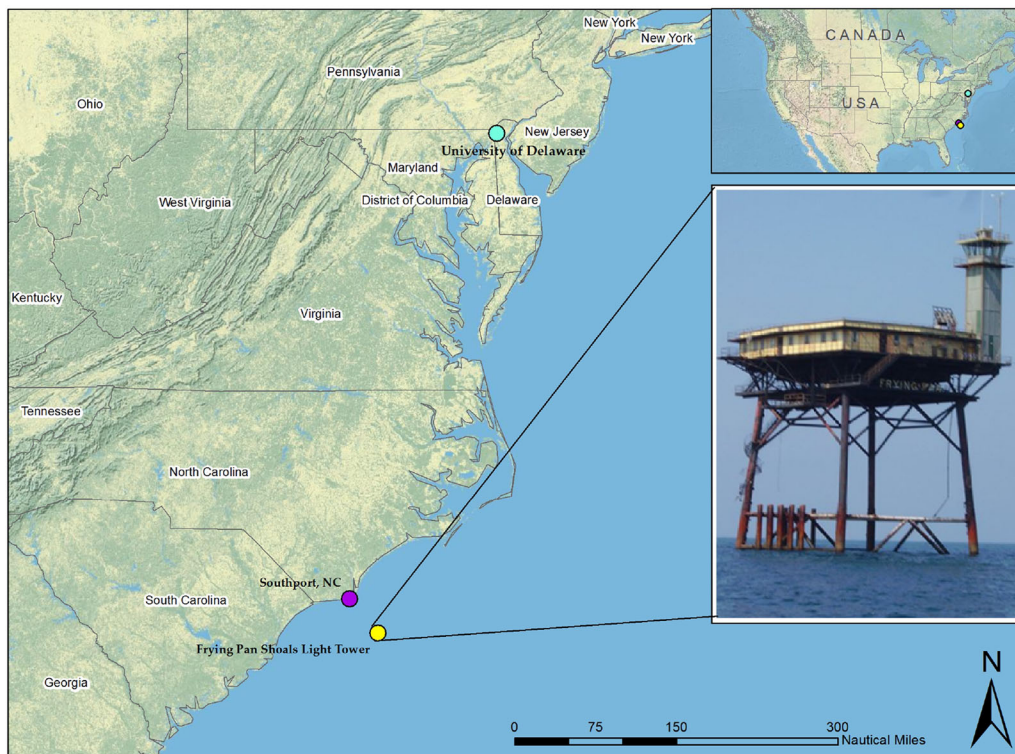 New York
New York
Pennsylvania
Ohio
New Jersey
University of Delaware
Maryland
West Virginia
District of Columbia
Delaware
Kentucky
Virginia
Tennessee
North Carolina
Southport, NC
South Carolina
Frying Pan Shoals Light Tower
Georgia
CANADA
USA
FRYING
N
0 75 150 300
Nautical Miles